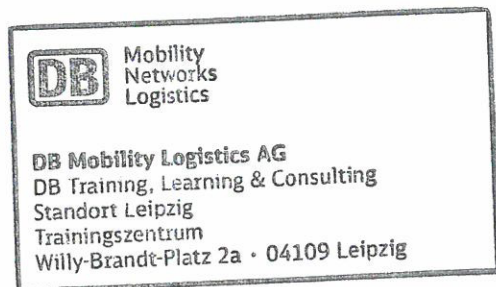 DB
Mobility
Networks
Logistics
DB Mobility Logistics AG
DB Training, Learning & Consulting
Standort Leipzig
Trainingszentrum
Willy-Brandt-Platz 2a · 04109 Leipzig